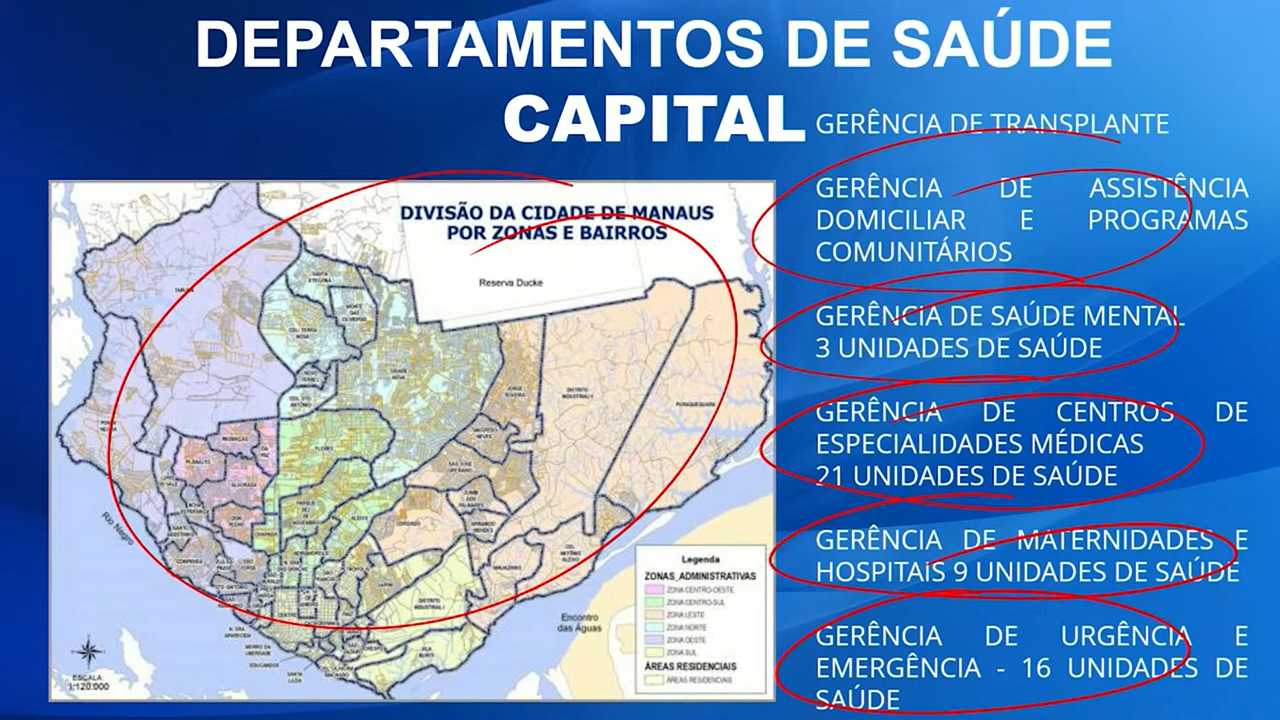 DEPARTAMENTOS DE SAÚDE
CAPITAL
GERÊNCIA DE TRANSPLANTE
GERÊNCIA DE ASSISTÊNCIA
DOMICILIAR E PROGRAMAS
COMUNITÁRIOS
GERÊNCIA DE SAÚDE MENTAL
3 UNIDADES DE SAÚDE
GERÊNCIA DE CENTROS DE
ESPECIALIDADES MÉDICAS
21 UNIDADES DE SAÚDE
GERÊNCIA DE MATERNIDADES E
HOSPITAIS 9 UNIDADES DE SAÚDE
GERÊNCIA DE URGÊNCIA E
EMERGÊNCIA - 16 UNIDADES DE
SAÚDE
DIVISÃO DA CIDADE DE MANAUS
POR ZONAS E BAIRROS
Reserva Ducke
Rio Negro
Encontro
das Águas
ESCALA
1:120.000
Legenda
ZONAS_ADMINISTRATIVAS
ZONA CENTRO-OESTE
ZONA CENTRO-SUL
ZONA LESTE
ZONA NORTE
ZONA OESTE
ZONA SUL
ÁREAS RESIDENCIAIS
ÁREAS RESIDENCIAIS